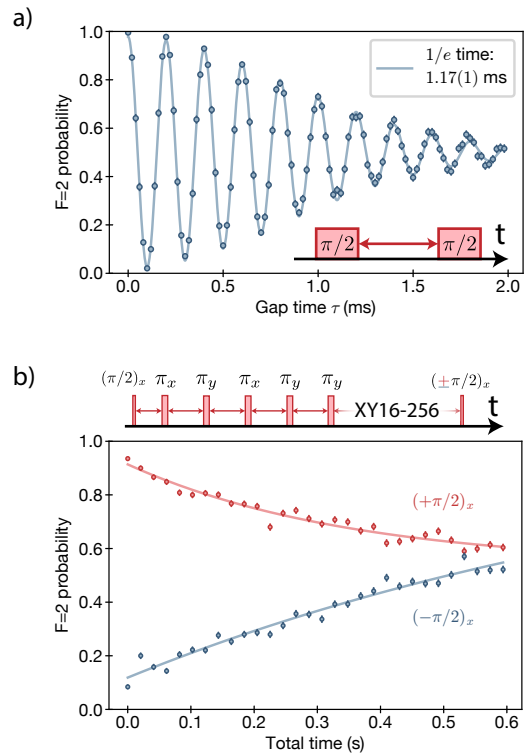 a)
1/e time:
1.17(1) ms
F=2 probability
1.0
0.8
0.6
0.4
0.2
0.0
π/2
π/2
t
0.0 0.5 1.0 1.5 2.0
Gap time τ (ms)
b)
(π/2)ₓ πₓ π_y πₓ π_y π_y (±π/2)ₓ
XY16-256
t
F=2 probability
1.0
0.8
0.6
0.4
0.2
0.0
(+π/2)ₓ
(−π/2)ₓ
0.0 0.1 0.2 0.3 0.4 0.5 0.6
Total time (s)